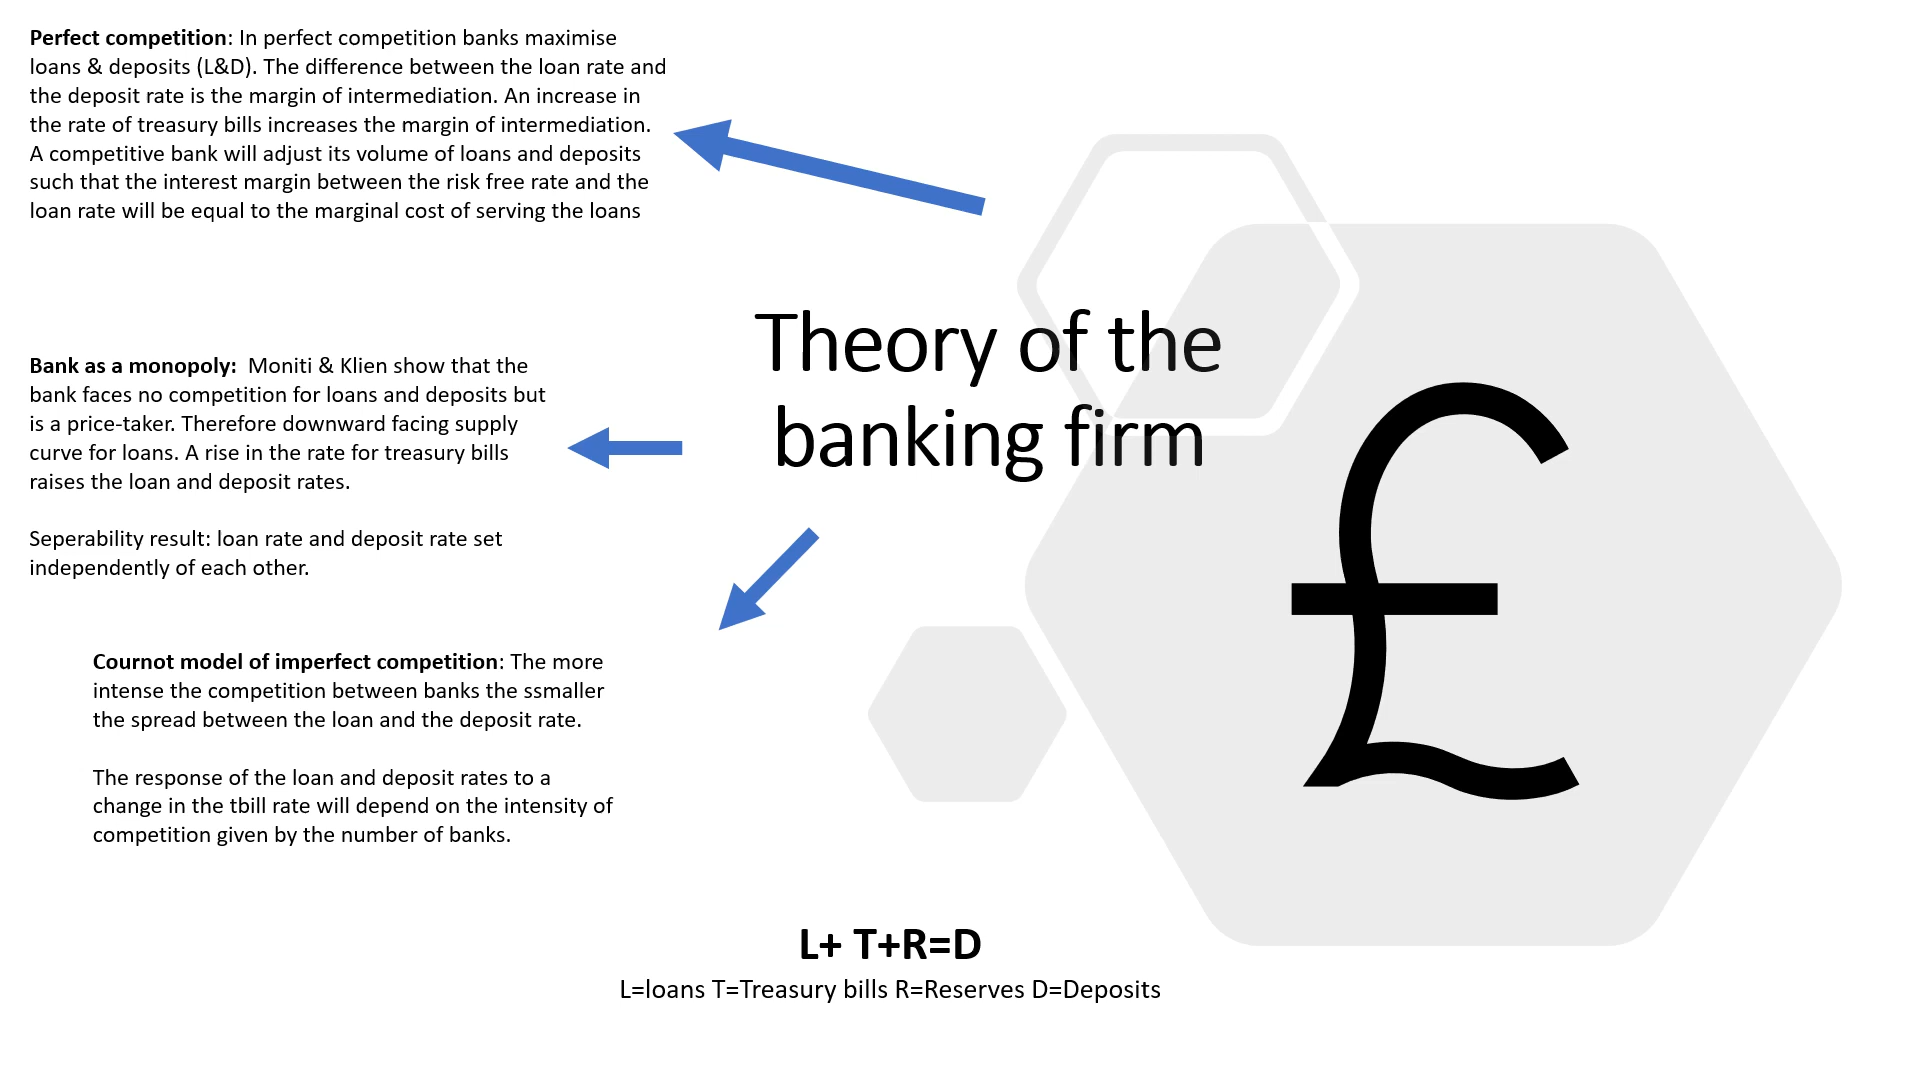 Perfect competition: In perfect competition banks maximise
loans & deposits (L&D). The difference between the loan rate and
the deposit rate is the margin of intermediation. An increase in
the rate of treasury bills increases the margin of intermediation.
A competitive bank will adjust its volume of loans and deposits
such that the interest margin between the risk free rate and the
loan rate will be equal to the marginal cost of serving the loans
Theory of the
banking firm
Bank as a monopoly:  Moniti & Klien show that the
bank faces no competition for loans and deposits but
is a price-taker. Therefore downward facing supply
curve for loans. A rise in the rate for treasury bills
raises the loan and deposit rates.
Seperability result: loan rate and deposit rate set
independently of each other.
£
Cournot model of imperfect competition: The more
intense the competition between banks the ssmaller
the spread between the loan and the deposit rate.
The response of the loan and deposit rates to a
change in the tbill rate will depend on the intensity of
competition given by the number of banks.
L+ T+R=D
L=loans T=Treasury bills R=Reserves D=Deposits